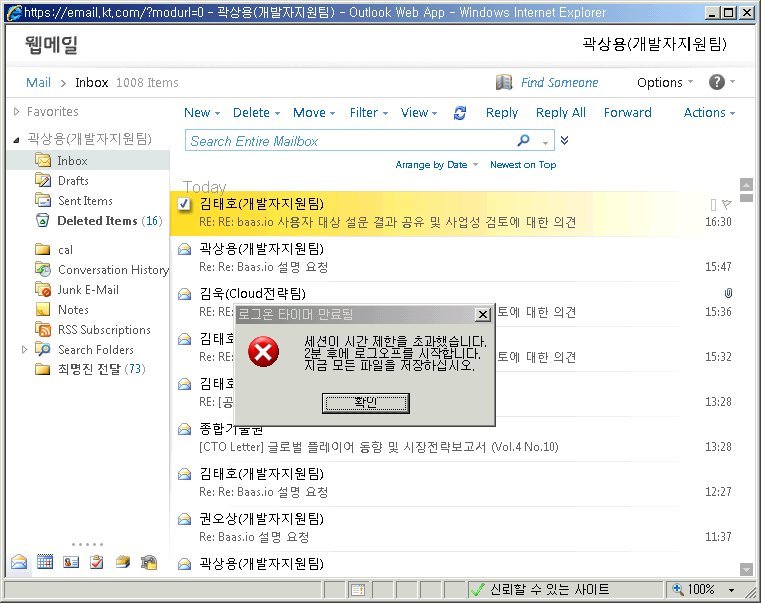 https://email.kt.com/?modurl=0 - 곽상용(개발자지원팀) - Outlook Web App - Windows Internet Explorer
웹메일
곽상용(개발자지원팀)
Mail > Inbox 1008 Items
Find Someone
Options
Favorites
New Delete Move Filter View Reply Reply All Forward Actions
곽상용(개발자지원팀)
Search Entire Mailbox
Inbox
Arrange by Date Newest on Top
Drafts
Today
Sent Items
김태호(개발자지원팀)
Deleted Items (16)
RE: RE: baas.io 사용자 대상 설문 결과 공유 및 사업성 검토에 대한 의견 16:30
cal
곽상용(개발자지원팀)
Conversation History
Re: Re: Baas.io 설명 요청 15:47
Junk E-Mail
김욱(Cloud전략팀)
Notes
RE: 토에 대한 의견 15:36
RSS Subscriptions
김태호
Search Folders
RE: 토에 대한 의견 15:32
최명진 전달 (73)
김태호
RE: [공 13:28
로그온 타이머 만료됨
세션이 시간 제한을 초과했습니다.
2분 후에 로그오프를 시작합니다.
지금 모든 파일을 저장하십시오.
확인
종합기술원
[CTO Letter] 글로벌 플레이어 동향 및 시장전략보고서 (Vol.4 No.10) 13:28
김태호(개발자지원팀)
Re: Re: Baas.io 설명 요청 12:27
권오상(개발자지원팀)
Re: Baas.io 설명 요청 11:37
곽상용(개발자지원팀)
신뢰할 수 있는 사이트 100%